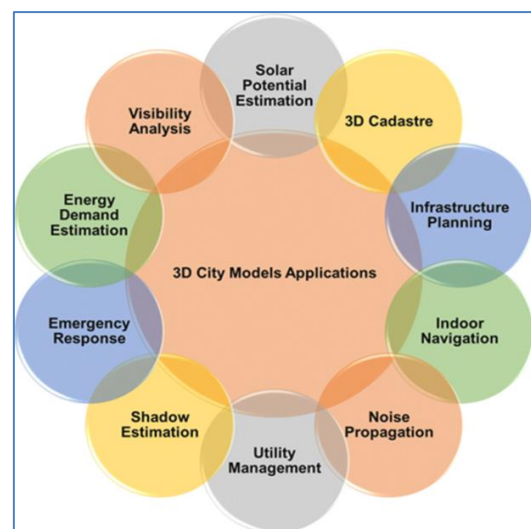 Solar
Potential
Estimation
3D Cadastre
Infrastructure
Planning
Indoor
Navigation
Noise
Propagation
Utility
Management
Shadow
Estimation
Emergency
Response
Energy
Demand
Estimation
Visibility
Analysis
3D City Models Applications